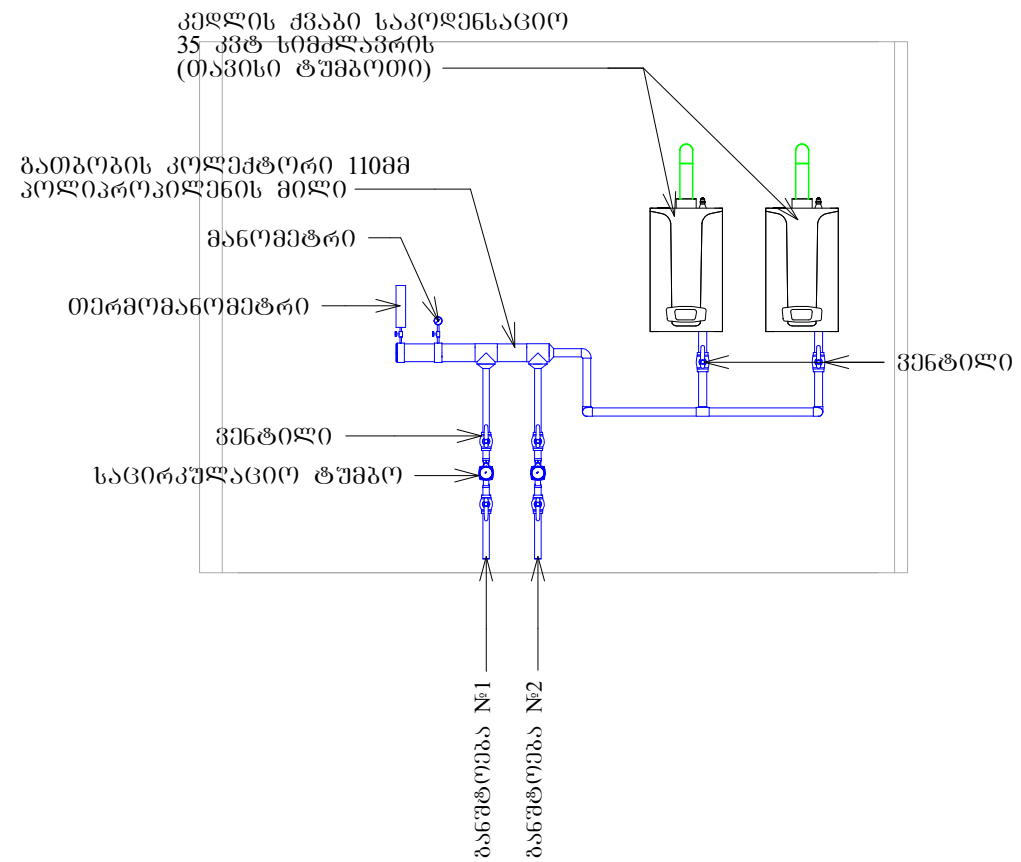 კედლის ქვაბი საკოდენსაციო
35 კვტ სიმძლავრის
(თავისი ტუმბოთი)
გათბობის კოლექტორი 110მმ
პოლიპროპილენის მილი
მანომეტრი
თერმომანომეტრი
ვენტილი
ვენტილი
საცირკულაციო ტუმბო
განშტოება №1
განშტოება №2